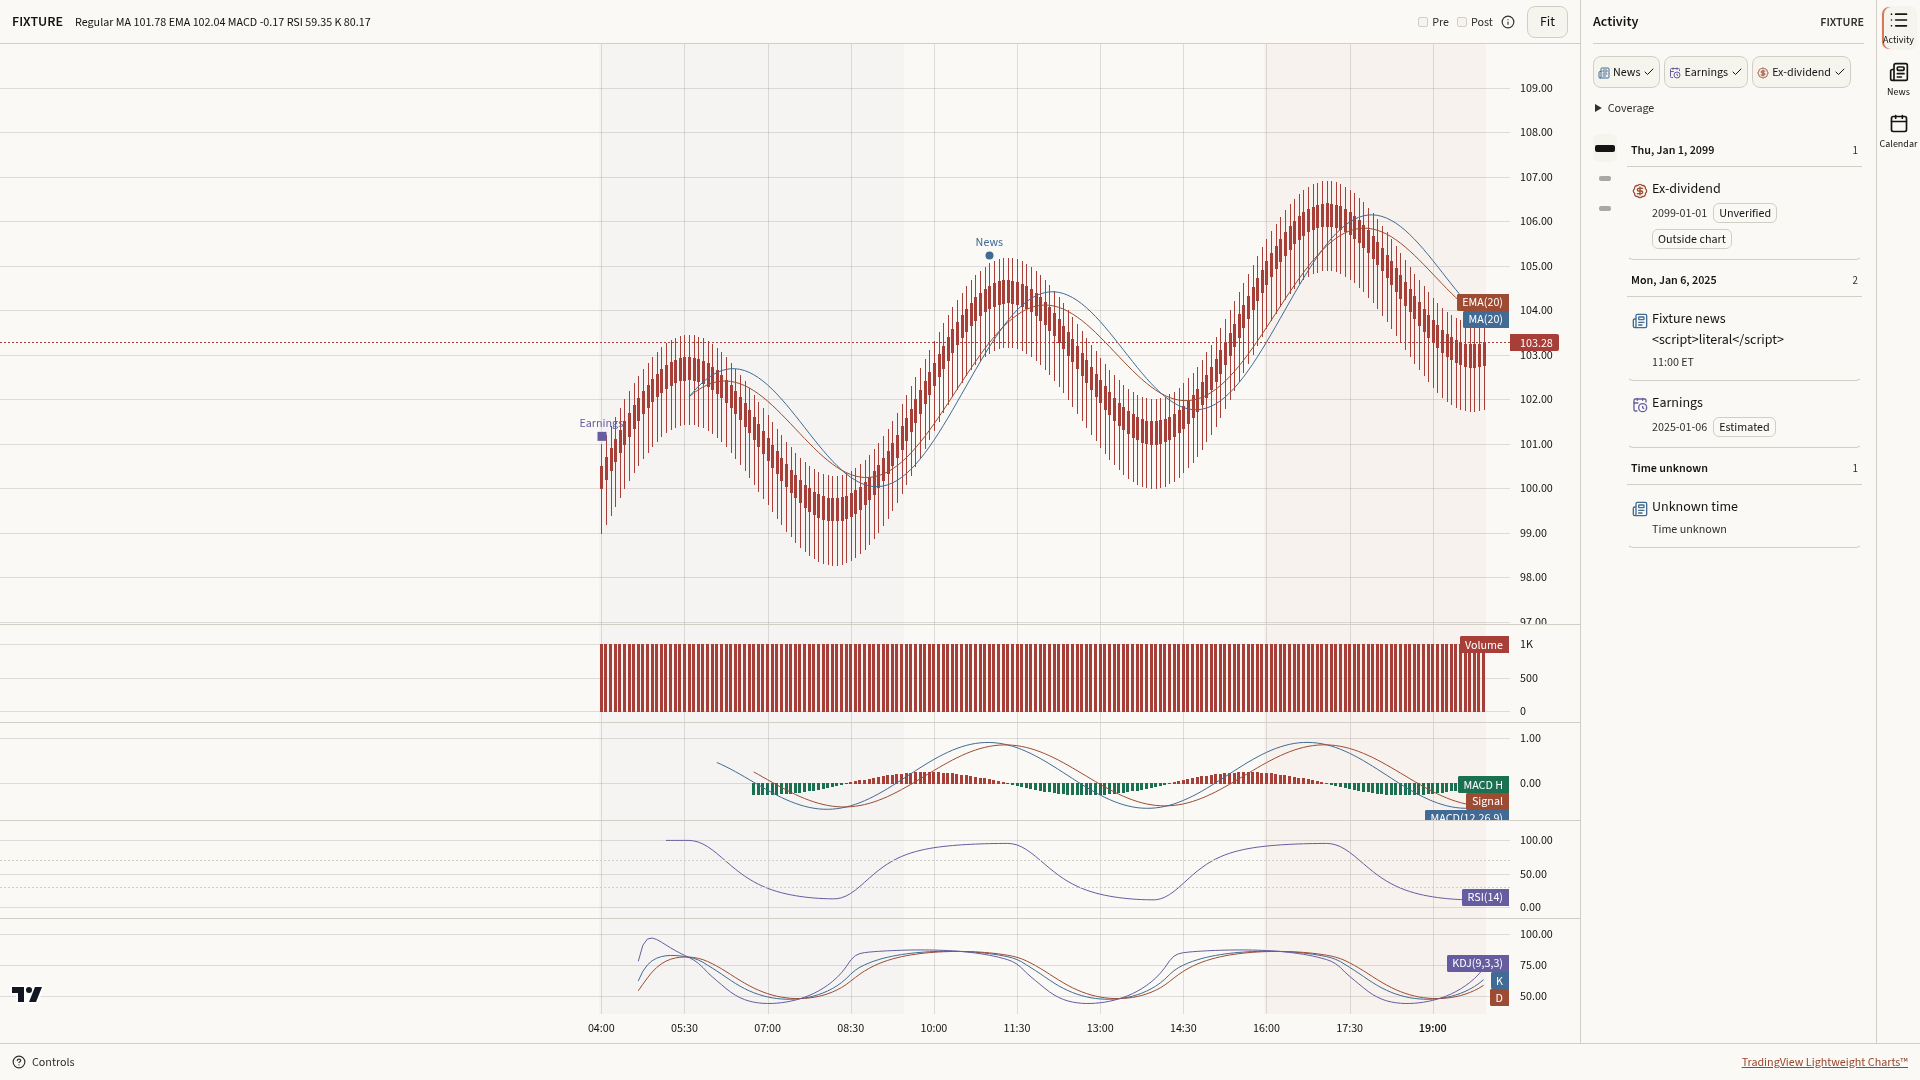 FIXTURE Regular MA 101.78 EMA 102.04 MACD -0.17 RSI 59.35 K 80.17
Pre Post Fit
109.00
108.00
107.00
106.00
105.00
104.00
103.28
103.00
102.00
101.00
100.00
99.00
98.00
97.00
News
Earnings
EMA(20)
MA(20)
Volume
1K
500
0
1.00
0.00
MACD H
Signal
MACD(12,26,9)
100.00
50.00
0.00
RSI(14)
100.00
75.00
50.00
KDJ(9,3,3)
K
D
04:00 05:30 07:00 08:30 10:00 11:30 13:00 14:30 16:00 17:30 19:00
Controls
TradingView Lightweight Charts™
Activity FIXTURE
News Earnings Ex-dividend
Coverage
Thu, Jan 1, 2099 1
Ex-dividend
2099-01-01 Unverified
Outside chart
Mon, Jan 6, 2025 2
Fixture news
<script>literal</script>
11:00 ET
Earnings
2025-01-06 Estimated
Time unknown 1
Unknown time
Time unknown
Activity
News
Calendar